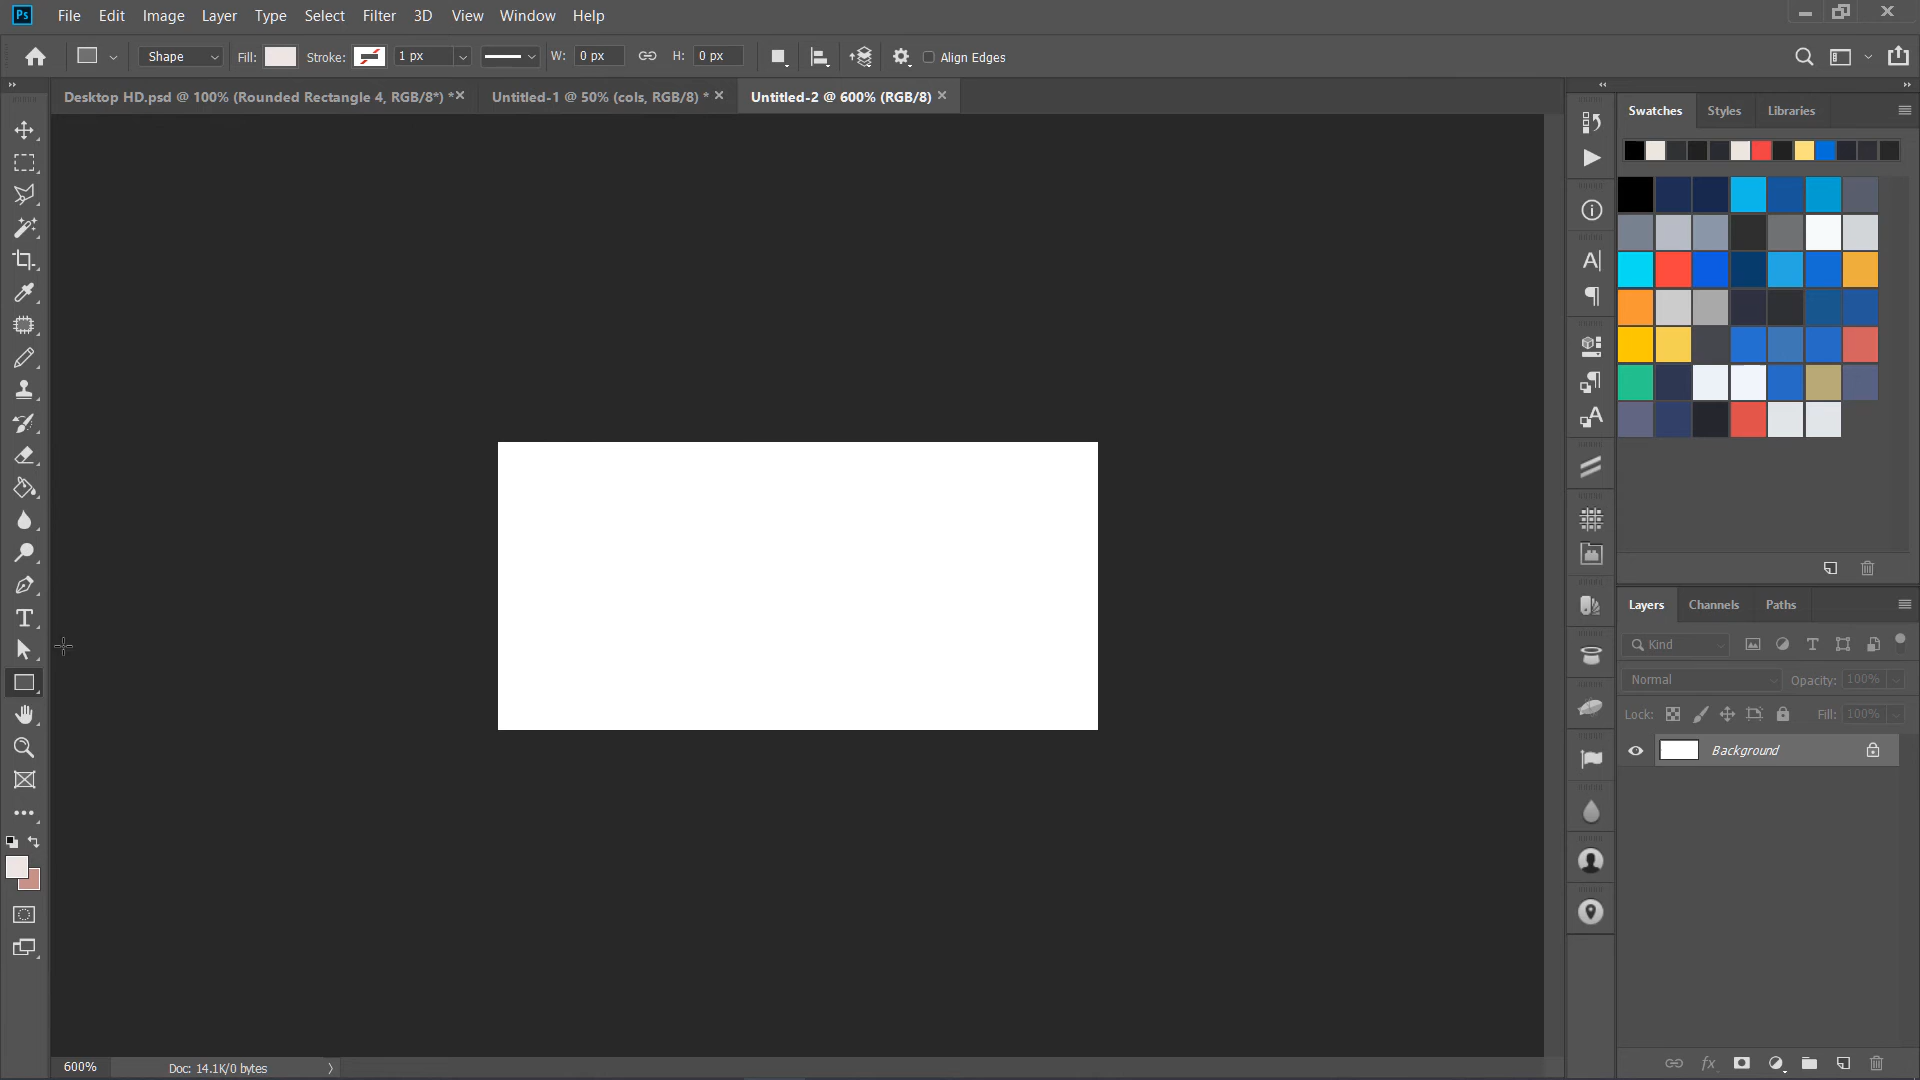 Ps File Edit Image Layer Type Select Filter 3D View Window Help
Shape Fill: Stroke: 1 px W: 0 px H: 0 px Align Edges
Desktop HD.psd @ 100% (Rounded Rectangle 4, RGB/8*) * Untitled-1 @ 50% (cols, RGB/8) * Untitled-2 @ 600% (RGB/8)
Swatches Styles Libraries
Layers Channels Paths
Kind
Normal Opacity: 100%
Lock: Fill: 100%
Background
600% Doc: 14.1K/0 bytes